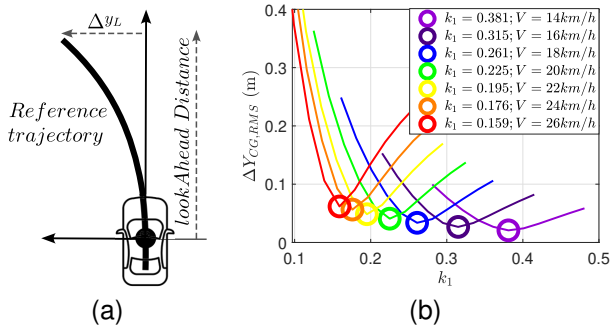 Δy_L
Reference
trajectory
lookAhead Distance
(a)
ΔY_{CG,RMS} (m)
0.4
0.3
0.2
0.1
0
0.1
0.2
0.3
0.4
0.5
k_1
k_1 = 0.381; V = 14km/h
k_1 = 0.315; V = 16km/h
k_1 = 0.261; V = 18km/h
k_1 = 0.225; V = 20km/h
k_1 = 0.195; V = 22km/h
k_1 = 0.176; V = 24km/h
k_1 = 0.159; V = 26km/h
(b)